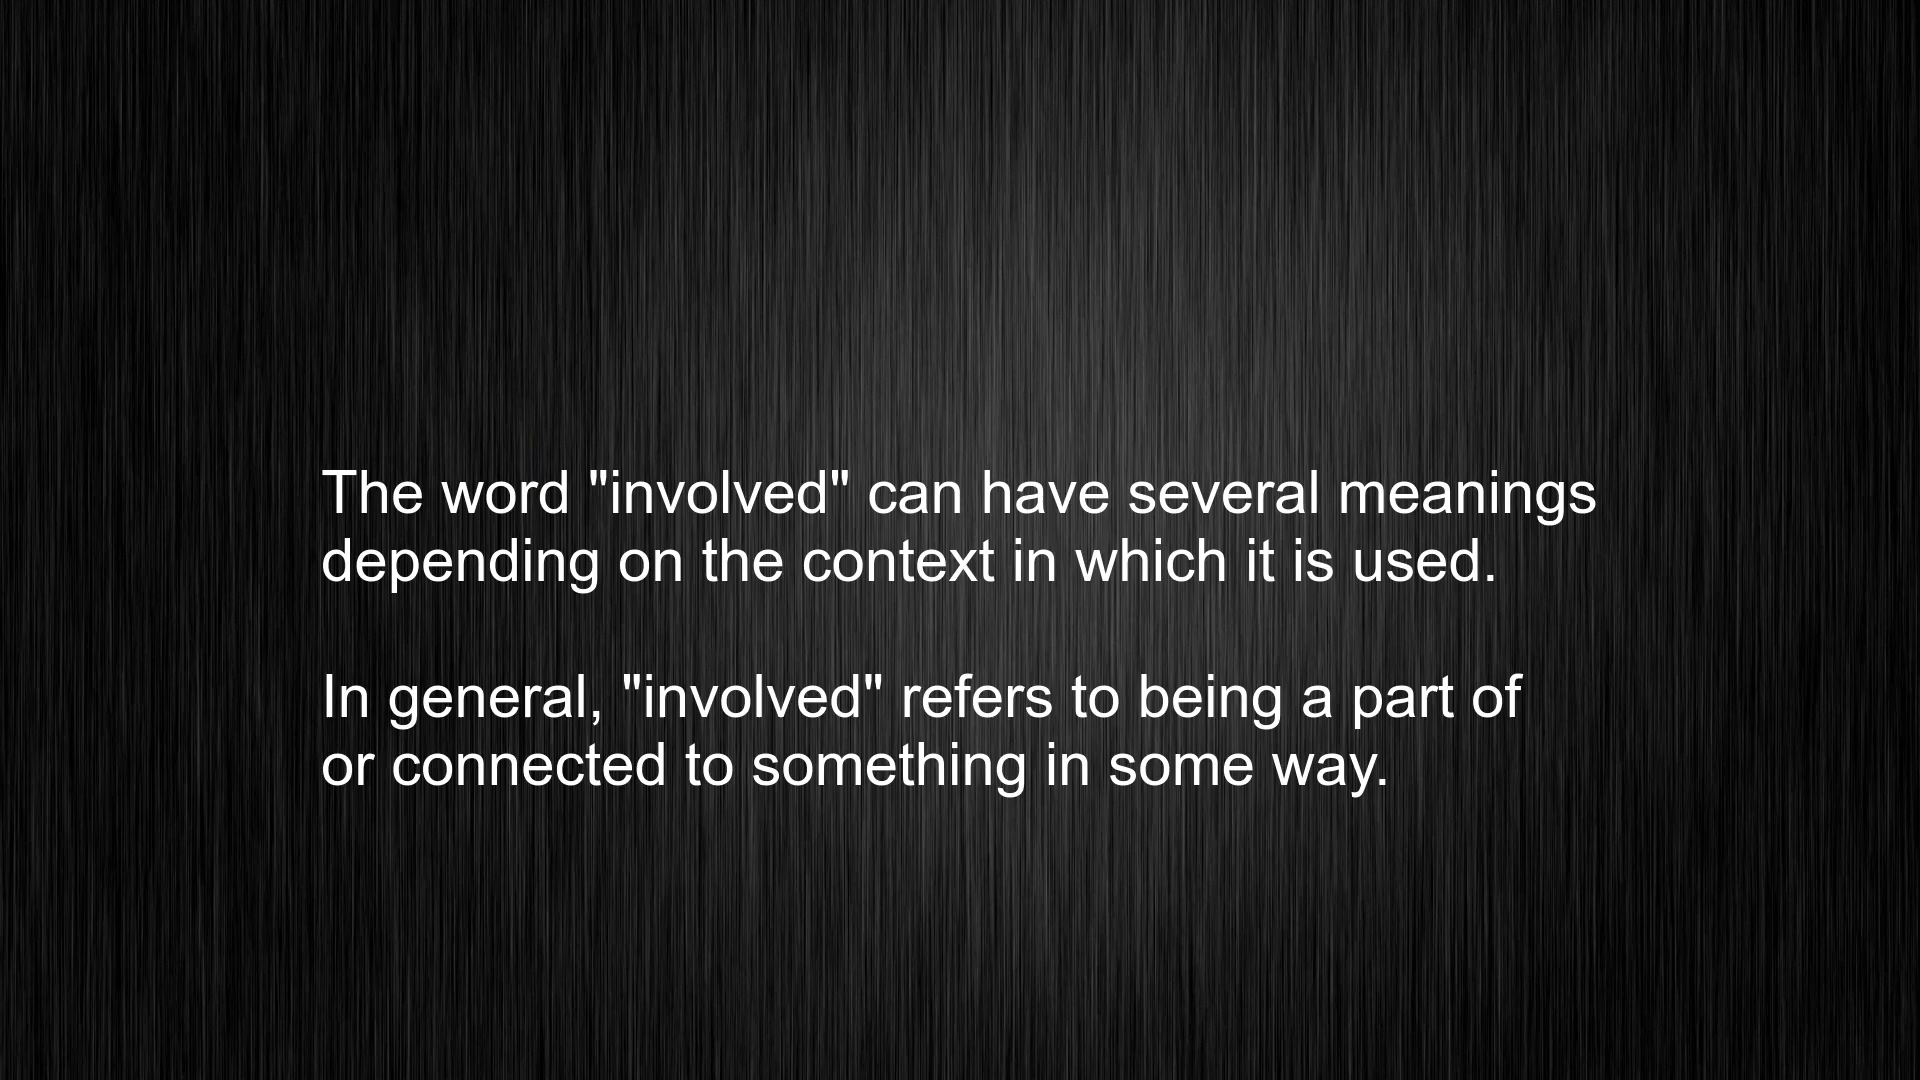 The word "involved" can have several meanings
depending on the context in which it is used.
In general, "involved" refers to being a part of
or connected to something in some way.